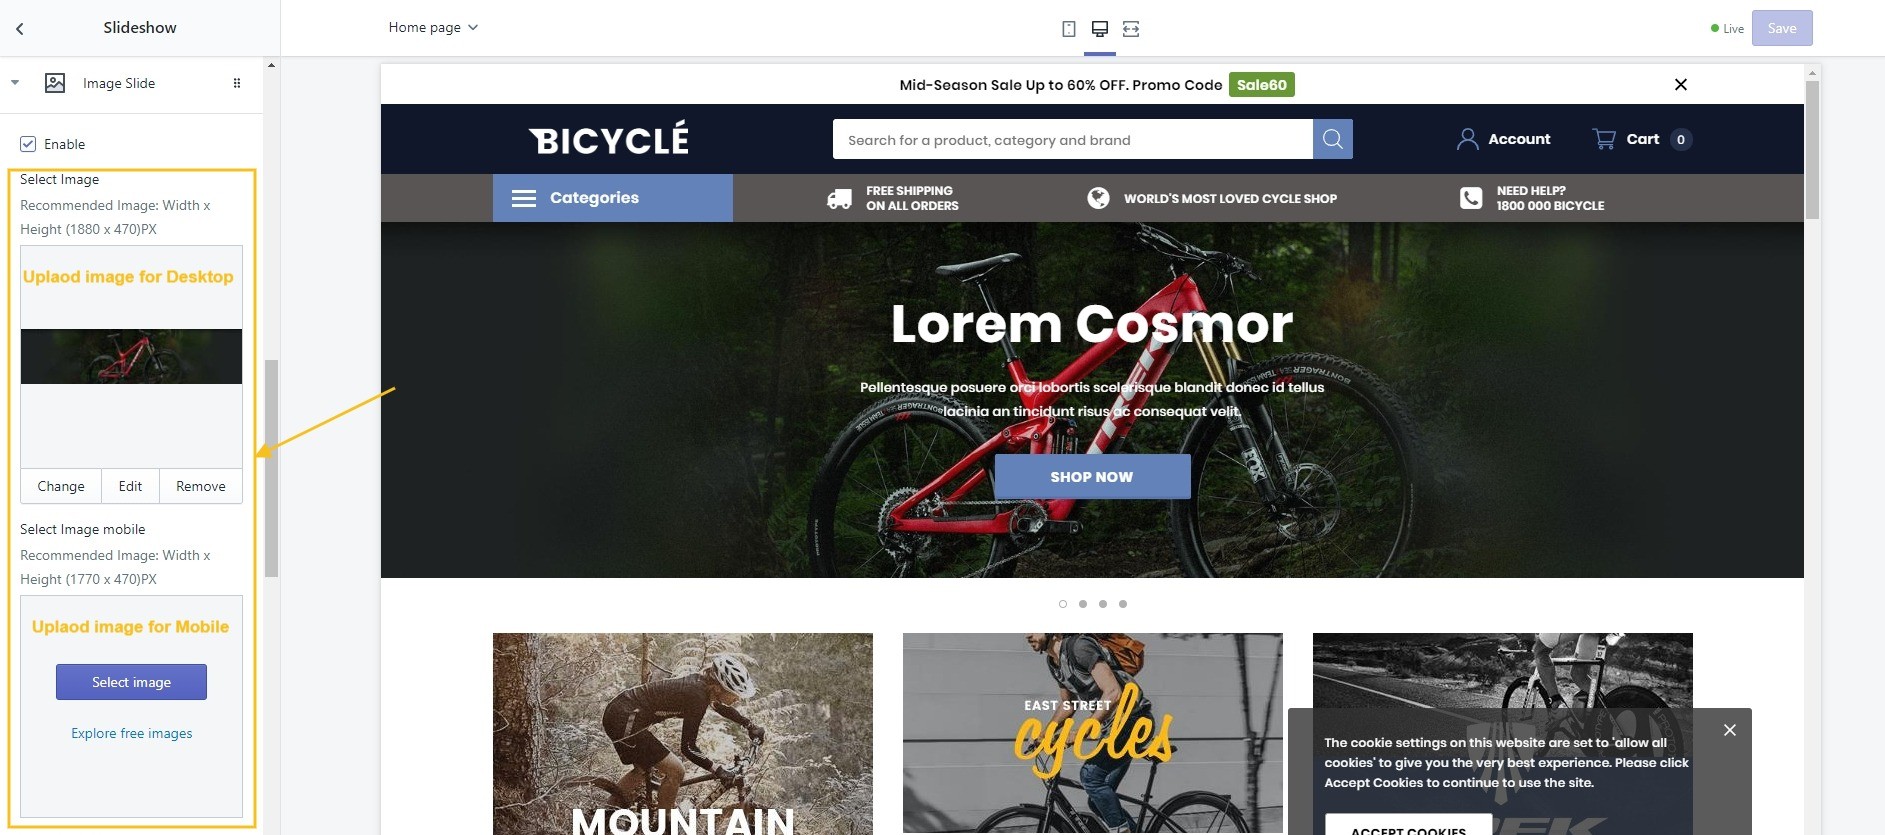 Slideshow
Home page
Live
Save
Image Slide
Enable
Select Image
Recommended Image: Width x
Height (1880 x 470)PX
Uplaod image for Desktop
Change
Edit
Remove
Select Image mobile
Recommended Image: Width x
Height (1770 x 470)PX
Uplaod image for Mobile
Select image
Explore free images
Mid-Season Sale Up to 60% OFF. Promo Code Sale60
BICYCLÉ
Search for a product, category and brand
Account
Cart 0
Categories
FREE SHIPPING
ON ALL ORDERS
WORLD'S MOST LOVED CYCLE SHOP
NEED HELP?
1800 000 BICYCLE
Lorem Cosmor
Pellentesque posuere orci lobortis scelerisque blandit donec id tellus
lacinia an tincidunt risus ac consequat velit.
SHOP NOW
TREK
FOX
BONTRAGER
MOUNTAIN
EAST STREET
cycles
The cookie settings on this website are set to 'allow all
cookies' to give you the very best experience. Please click
Accept Cookies to continue to use the site.
ACCEPT COOKIES